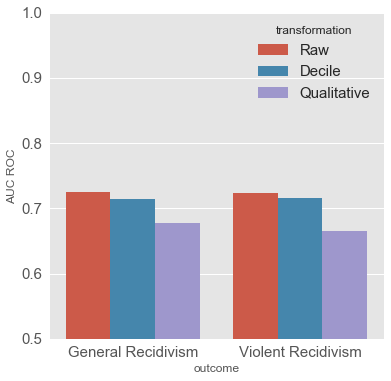 1.0
0.9
0.8
0.7
0.6
0.5
AUC ROC
transformation
Raw
Decile
Qualitative
General Recidivism
Violent Recidivism
outcome